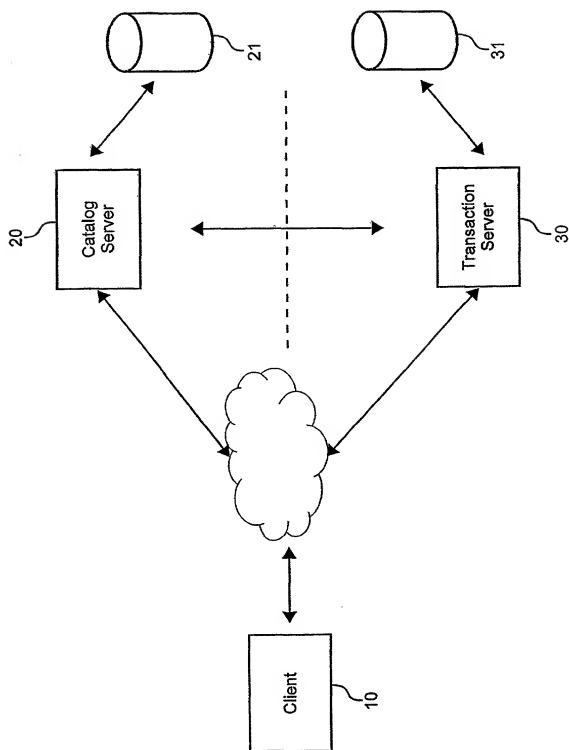 21
31
20
Catalog
Server
Transaction
Server
30
Client
10